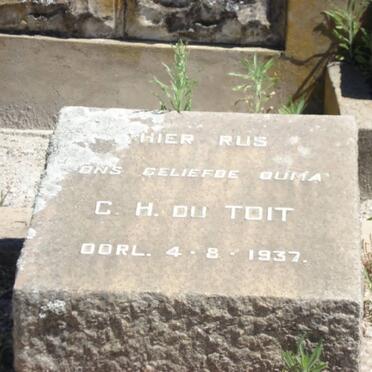 HIER RUS
ONS GELIEFDE OUMA
C. H. DU TOIT
OORL. 4 - 8 - 1937.